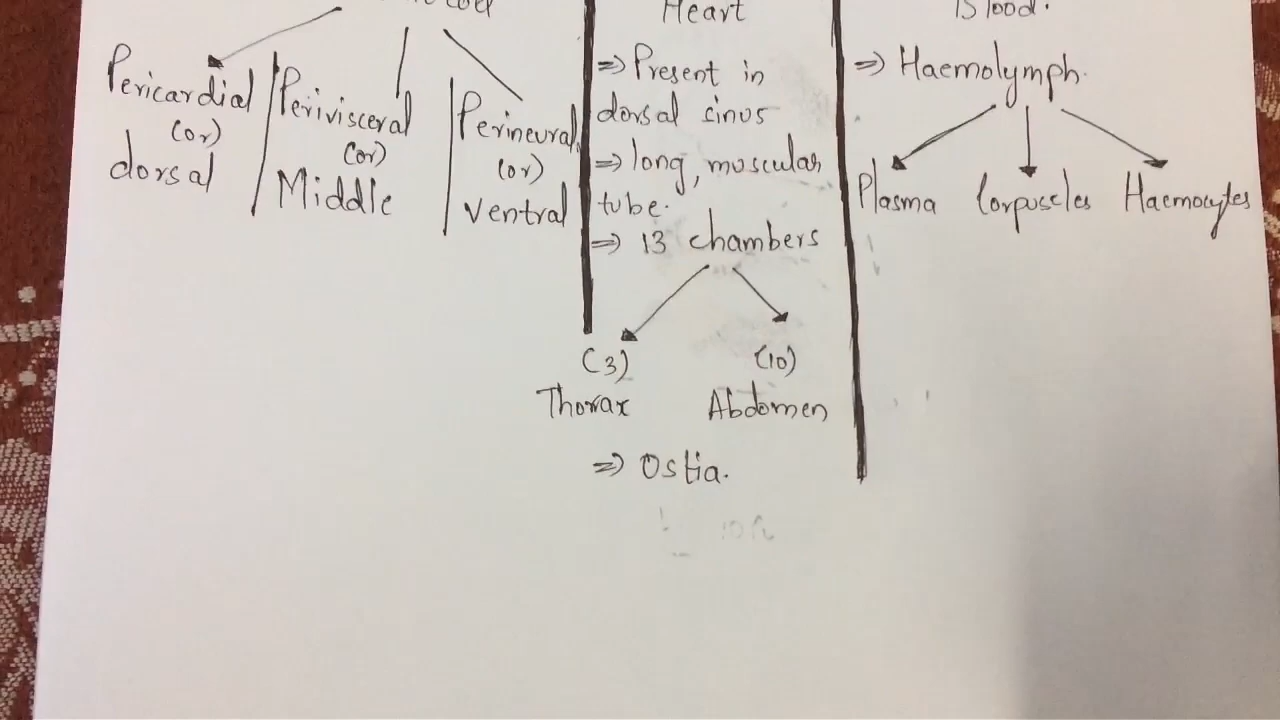 Heart
Blood.
Pericardial
(or)
dorsal
Perivisceral
(or)
Middle
Perineural
(or)
ventral
⇒ Present in
dorsal sinus
⇒ long, muscular
tube.
⇒ 13 chambers
(3)
Thorax
(10)
Abdomen
⇒ Ostia.
⇒ Haemolymph.
Plasma
Corpuscles
Haemocytes